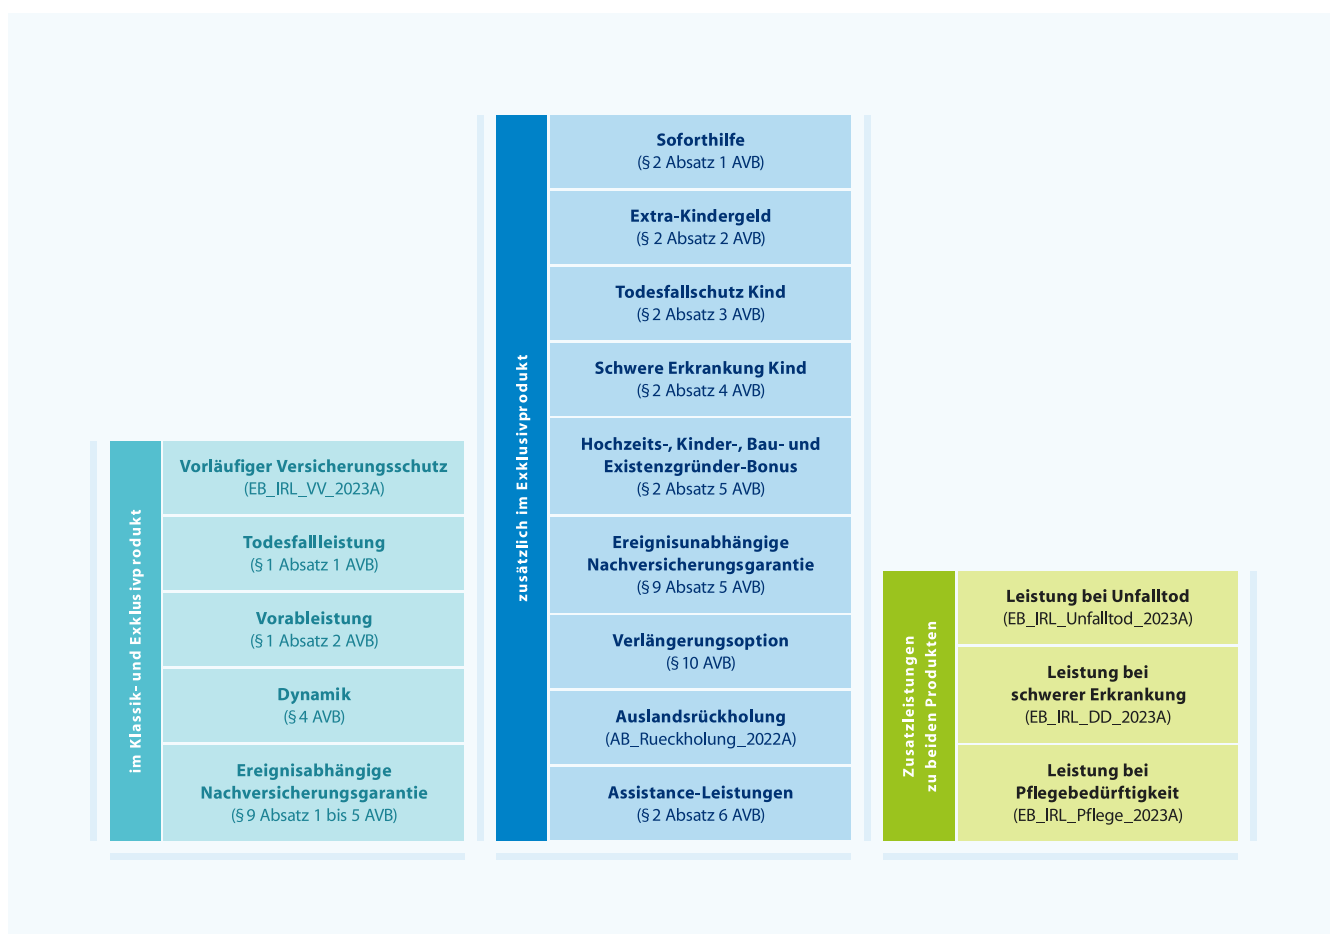 im Klassik- und Exklusivprodukt
Vorläufiger Versicherungsschutz
(EB_IRL_VV_2023A)
Todesfallleistung
(§ 1 Absatz 1 AVB)
Vorableistung
(§ 1 Absatz 2 AVB)
Dynamik
(§ 4 AVB)
Ereignisabhängige
Nachversicherungsgarantie
(§ 9 Absatz 1 bis 5 AVB)
zusätzlich im Exklusivprodukt
Soforthilfe
(§ 2 Absatz 1 AVB)
Extra-Kindergeld
(§ 2 Absatz 2 AVB)
Todesfallschutz Kind
(§ 2 Absatz 3 AVB)
Schwere Erkrankung Kind
(§ 2 Absatz 4 AVB)
Hochzeits-, Kinder-, Bau- und
Existenzgründer-Bonus
(§ 2 Absatz 5 AVB)
Ereignisunabhängige
Nachversicherungsgarantie
(§ 9 Absatz 5 AVB)
Verlängerungsoption
(§ 10 AVB)
Auslandsrückholung
(AB_Rueckholung_2022A)
Assistance-Leistungen
(§ 2 Absatz 6 AVB)
Zusatzleistungen
zu beiden Produkten
Leistung bei Unfalltod
(EB_IRL_Unfalltod_2023A)
Leistung bei
schwerer Erkrankung
(EB_IRL_DD_2023A)
Leistung bei
Pflegebedürftigkeit
(EB_IRL_Pflege_2023A)